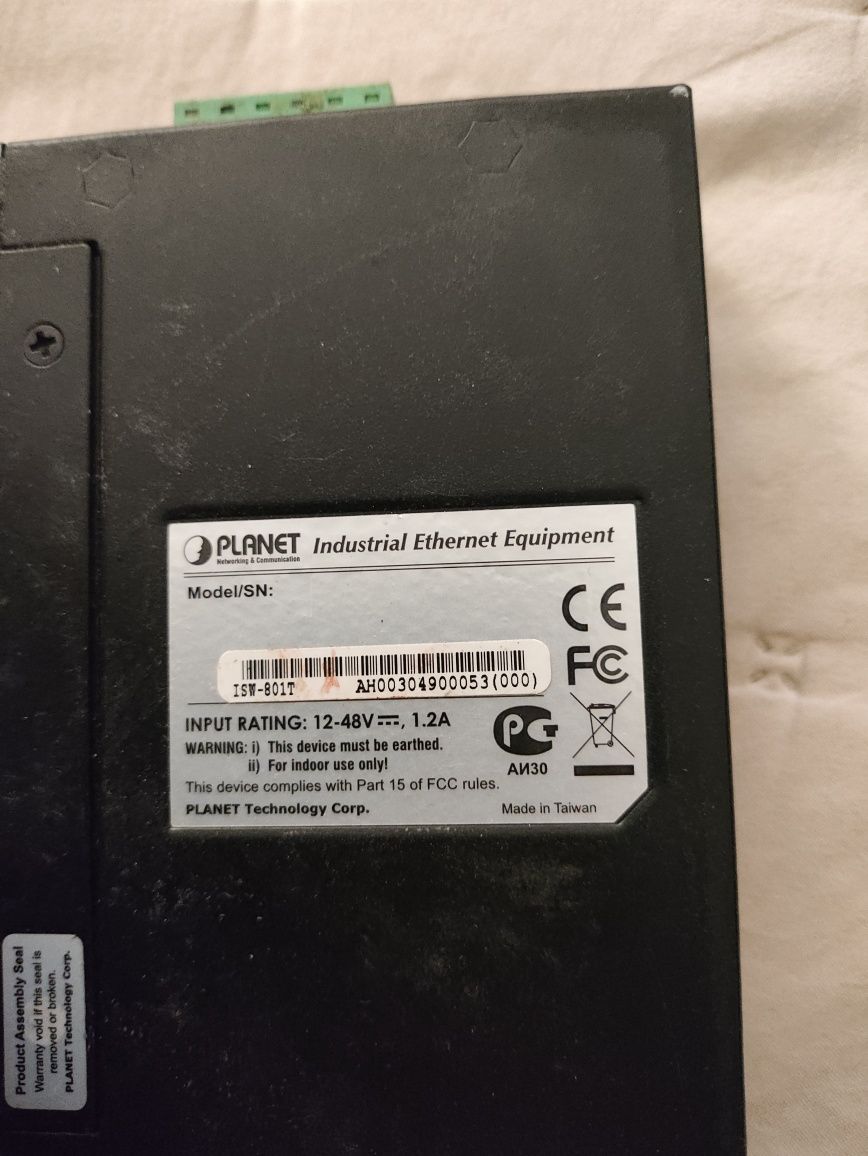 PLANET Industrial Ethernet Equipment
Networking & Communication
Model/SN:
CE
FC
ISW-801T AH00304900053(000)
INPUT RATING: 12-48V⎓, 1.2A
WARNING: i) This device must be earthed.
ii) For indoor use only!
РСТ
АИ30
This device complies with Part 15 of FCC rules.
PLANET Technology Corp. Made in Taiwan
Product Assembly Seal
Warranty void if this seal is
removed or broken.
PLANET Technology Corp.